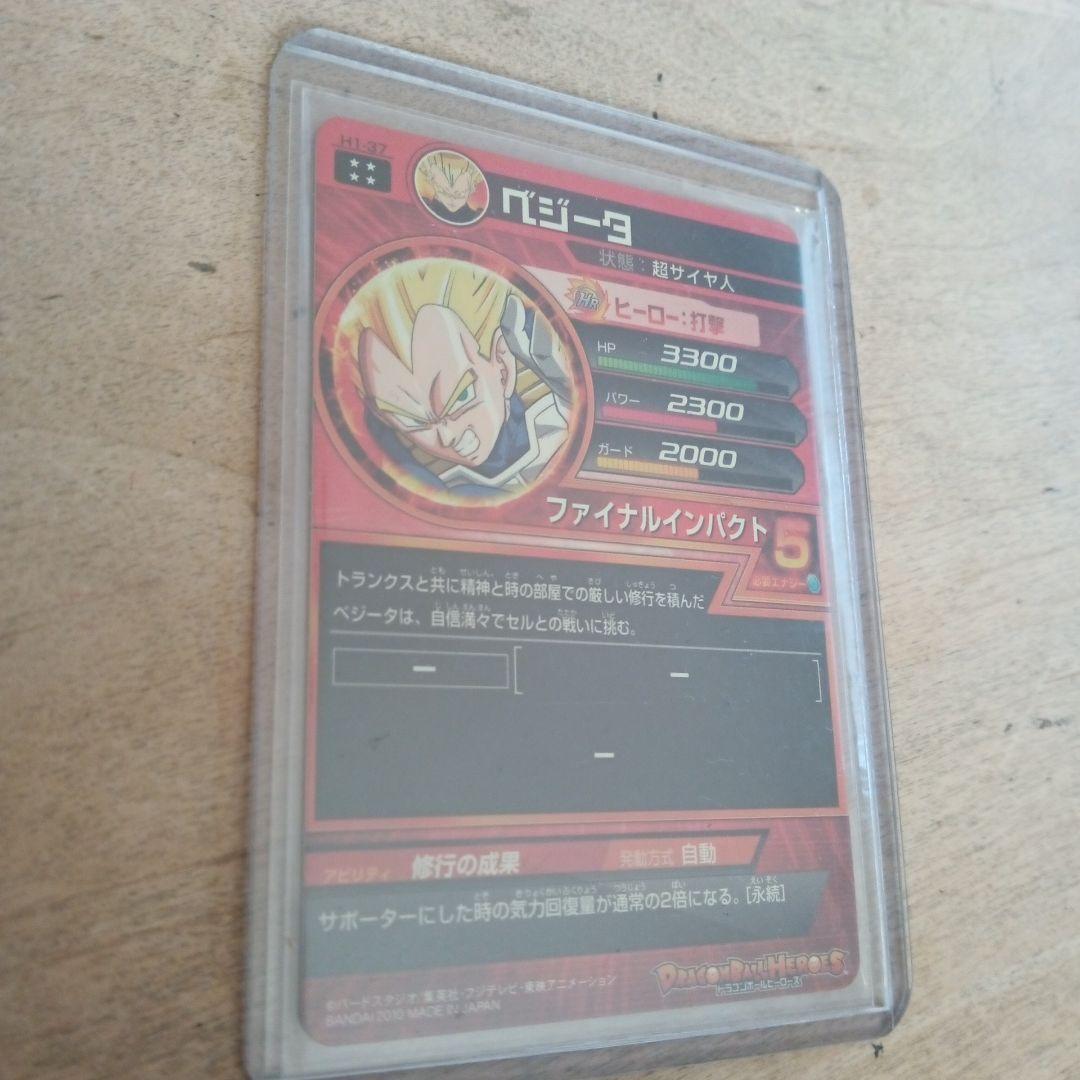 H1-37
ベジータ
状態：超サイヤ人
HR ヒーロー：打撃
HP 3300
パワー 2300
ガード 2000
ファイナルインパクト 5
必要エナジー
トランクスと共に精神と時の部屋での厳しい修行を積んだ
ベジータは、自信満々でセルとの戦いに挑む。
ー ー
ー
アビリティ 修行の成果 発動方式 自動
サポーターにした時の気力回復量が通常の2倍になる。[永続]
DRAGONBALL HEROES
ドラゴンボールヒーローズ
©バードスタジオ/集英社・フジテレビ・東映アニメーション
BANDAI 2010 MADE IN JAPAN